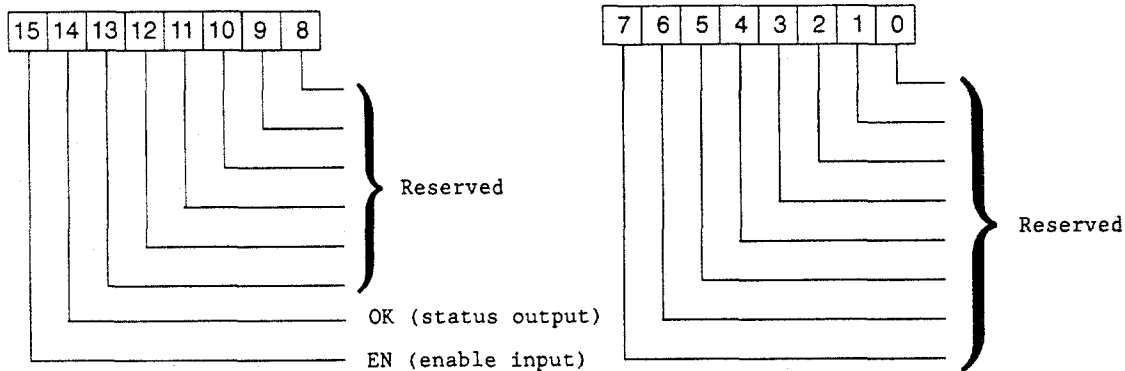 15 14 13 12 11 10 9 8
7 6 5 4 3 2 1 0
Reserved
Reserved
OK (status output)
EN (enable input)